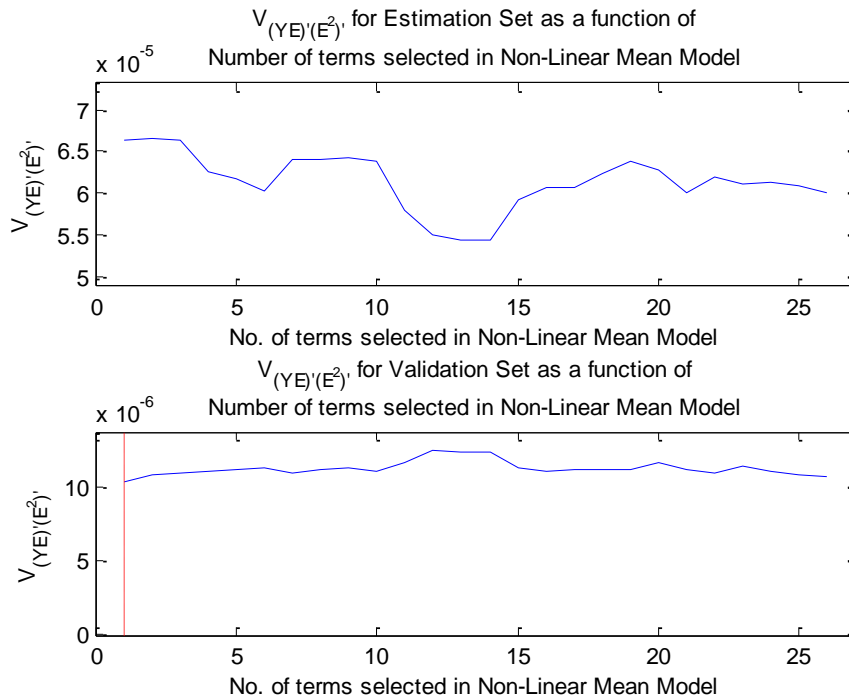 V(YE)'(E²)' for Estimation Set as a function of
Number of terms selected in Non-Linear Mean Model
x 10⁻⁵
7
6.5
6
5.5
5
V(YE)'(E²)'
0 5 10 15 20 25
No. of terms selected in Non-Linear Mean Model
V(YE)'(E²)' for Validation Set as a function of
Number of terms selected in Non-Linear Mean Model
x 10⁻⁶
10
5
0
V(YE)'(E²)'
0 5 10 15 20 25
No. of terms selected in Non-Linear Mean Model